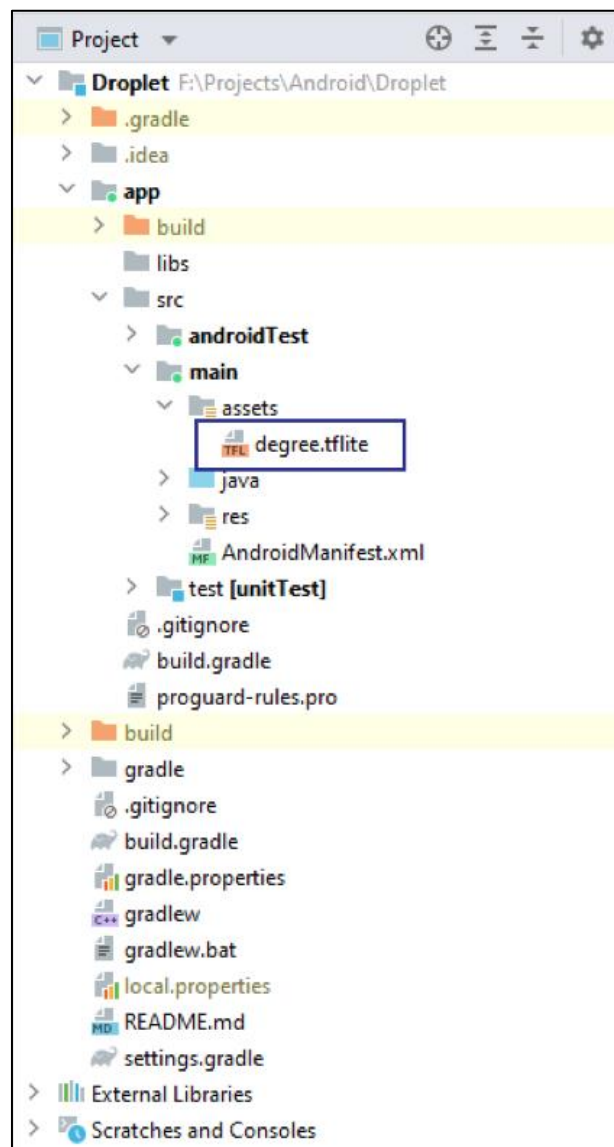 Project
Droplet F:\Projects\Android\Droplet
.gradle
.idea
app
build
libs
src
androidTest
main
assets
TFL degree.tflite
java
res
MF AndroidManifest.xml
test [unitTest]
.gitignore
build.gradle
proguard-rules.pro
build
gradle
.gitignore
build.gradle
gradle.properties
C++ gradlew
gradlew.bat
local.properties
MD README.md
settings.gradle
External Libraries
Scratches and Consoles